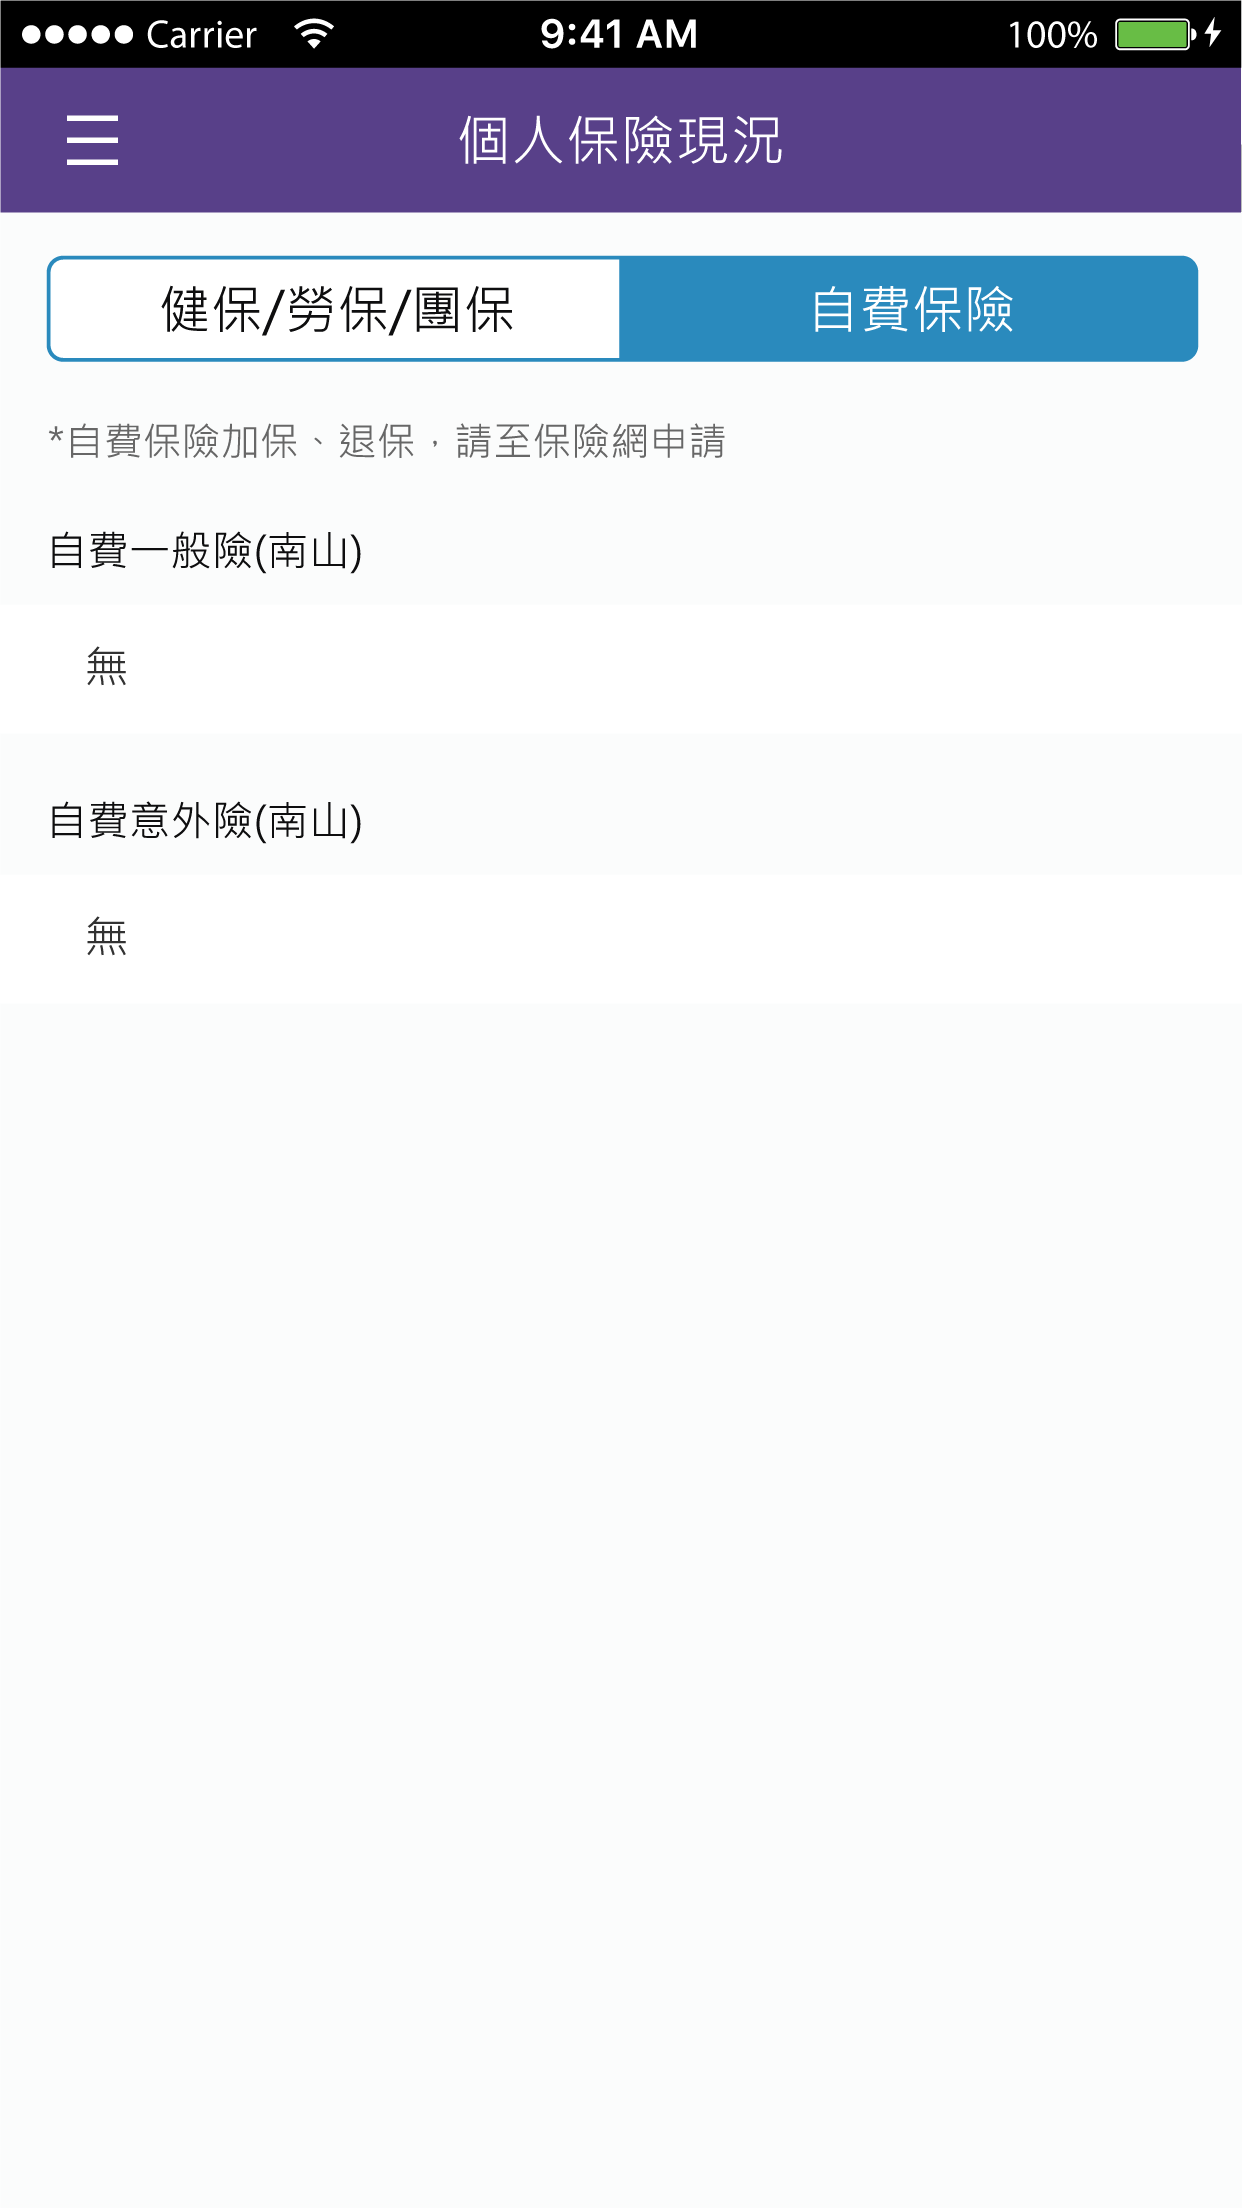 Carrier 9:41 AM 100%
個人保險現況
健保/勞保/團保 自費保險
*自費保險加保、退保，請至保險網申請
自費一般險(南山)
無
自費意外險(南山)
無